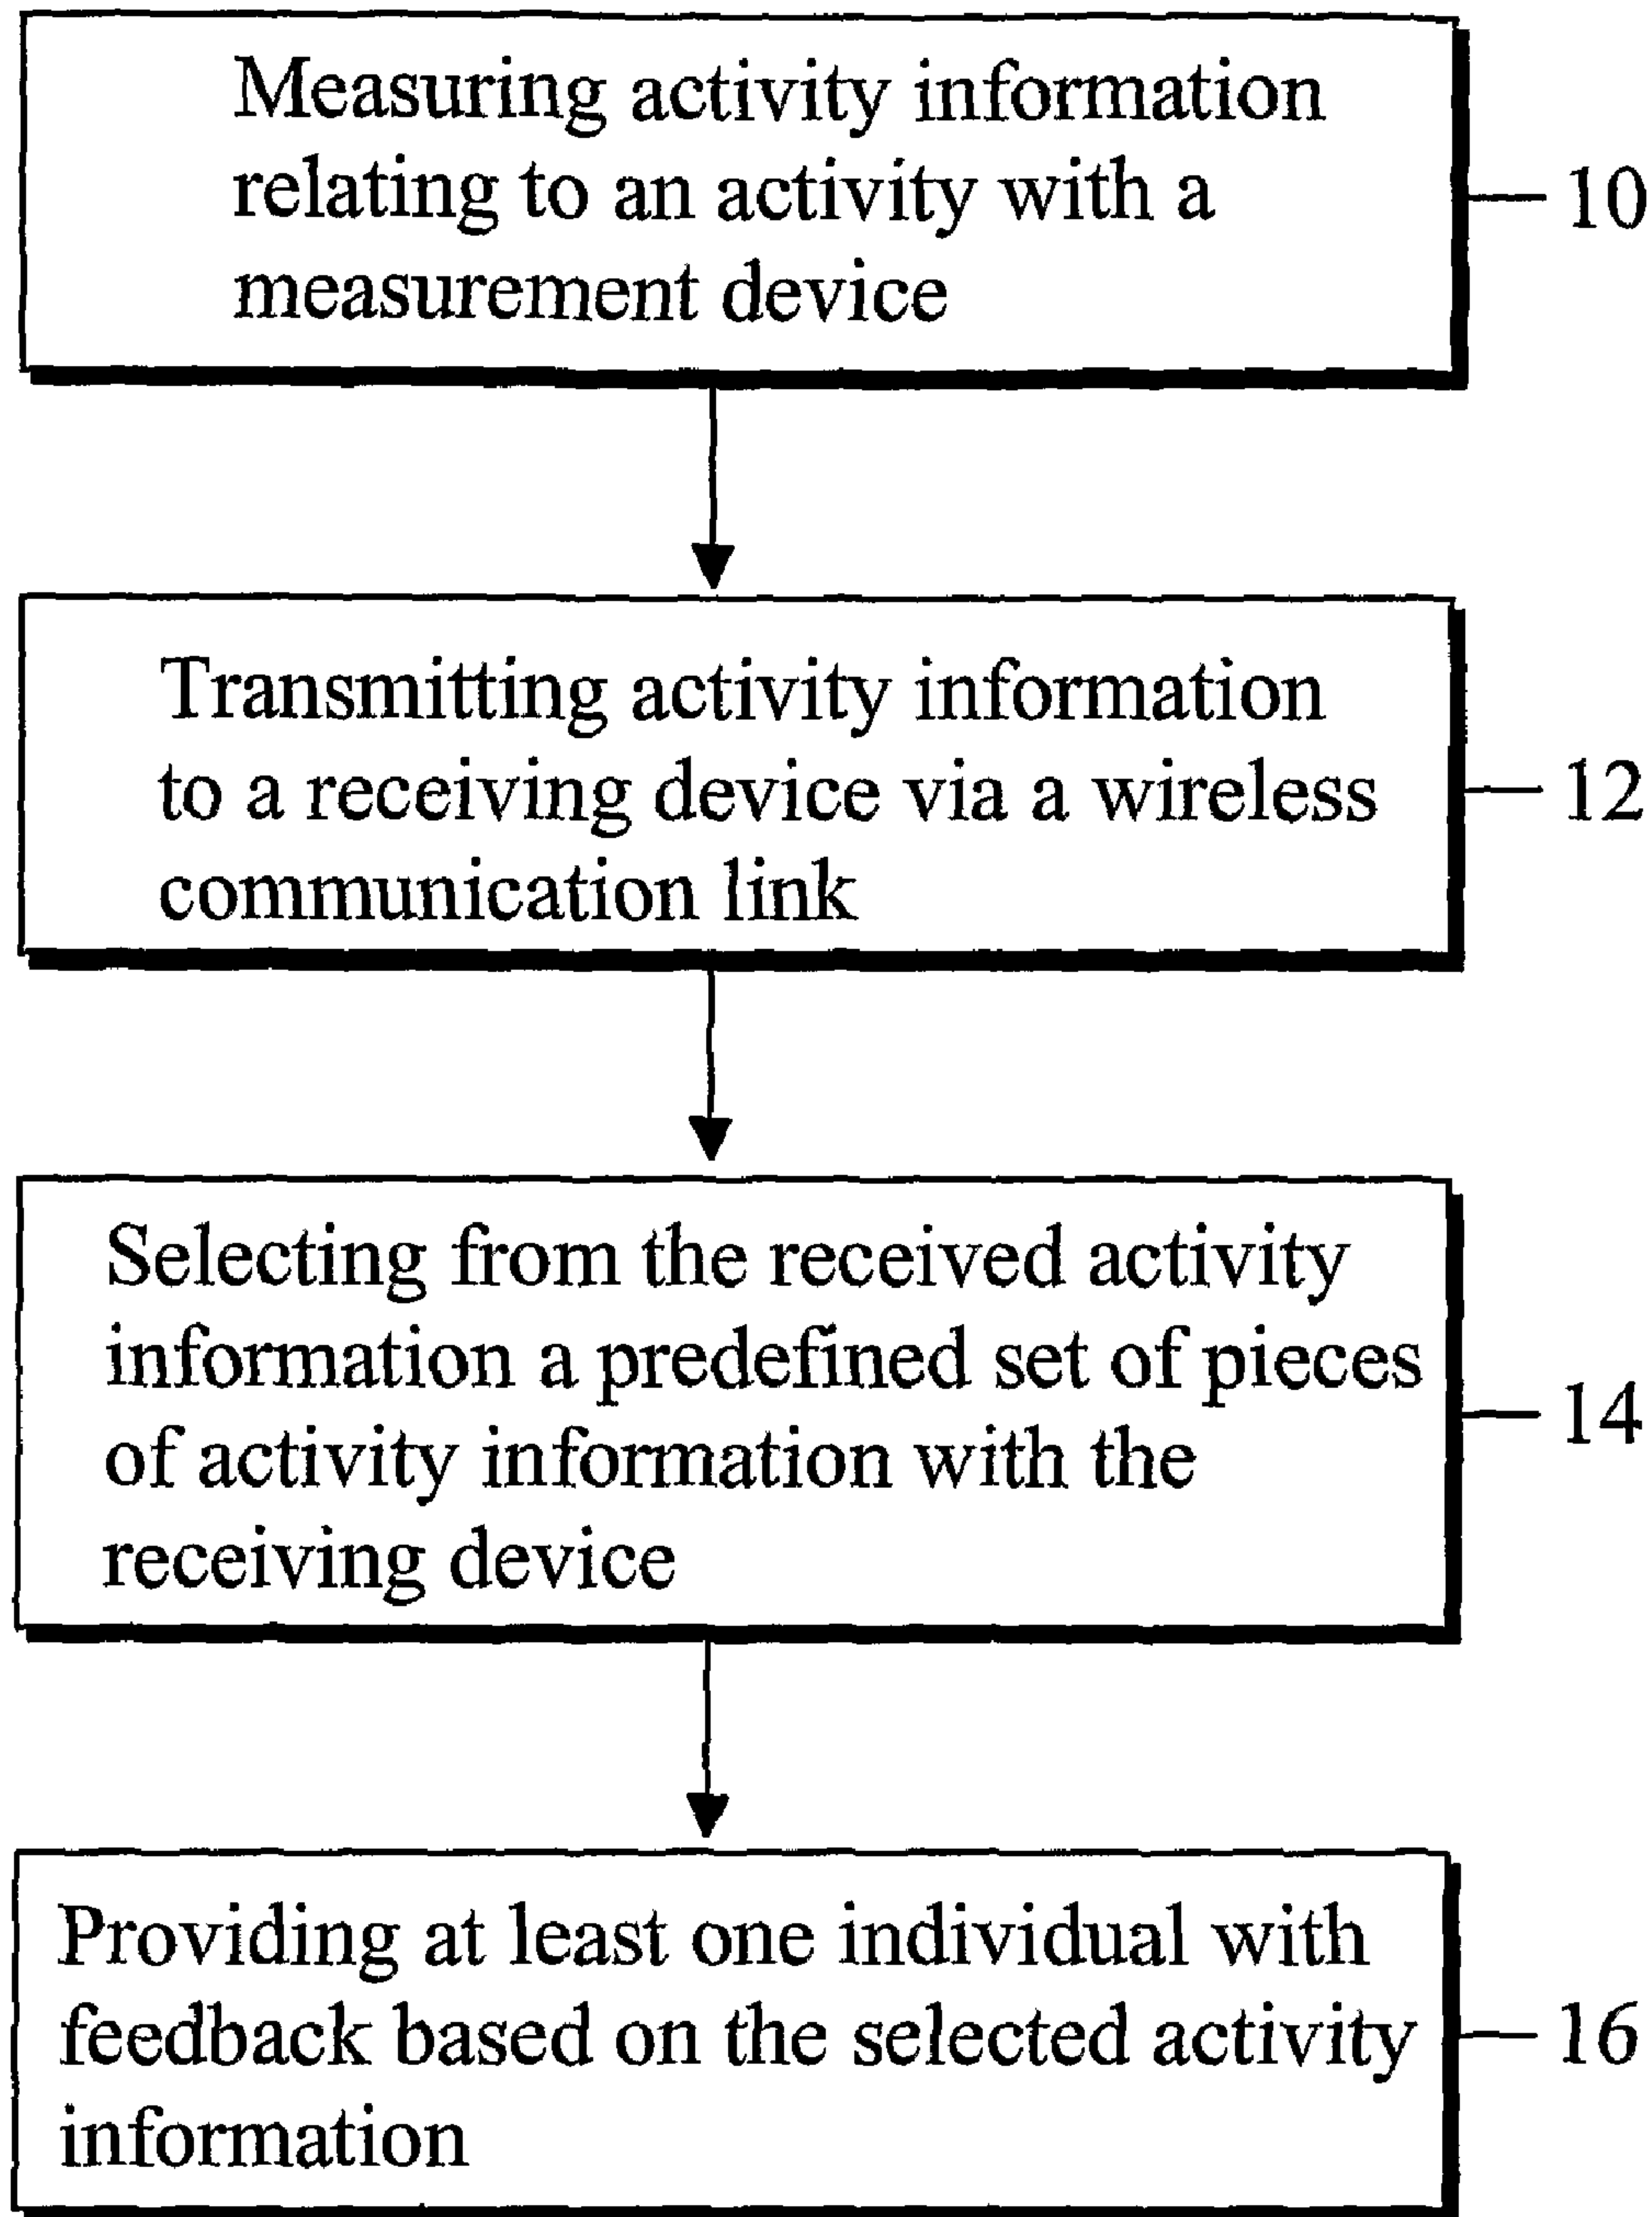 Measuring activity information
relating to an activity with a
measurement device
10
Transmitting activity information
to a receiving device via a wireless
communication link
12
Selecting from the received activity
information a predefined set of pieces
of activity information with the
receiving device
14
Providing at least one individual with
feedback based on the selected activity
information
16